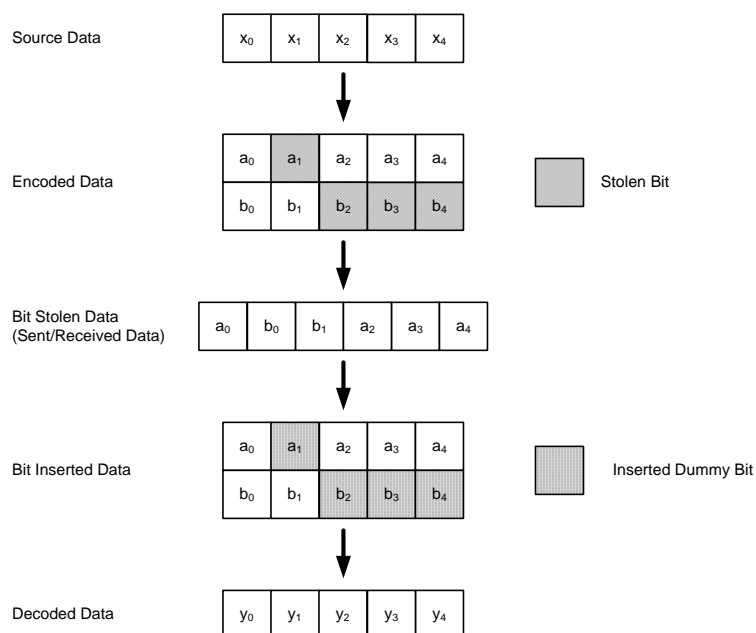 Source Data
x0 x1 x2 x3 x4
a0 a1 a2 a3 a4
Encoded Data
Stolen Bit
b0 b1 b2 b3 b4
Bit Stolen Data
(Sent/Received Data)
a0 b0 b1 a2 a3 a4
a0 a1 a2 a3 a4
Bit Inserted Data
Inserted Dummy Bit
b0 b1 b2 b3 b4
Decoded Data
y0 y1 y2 y3 y4